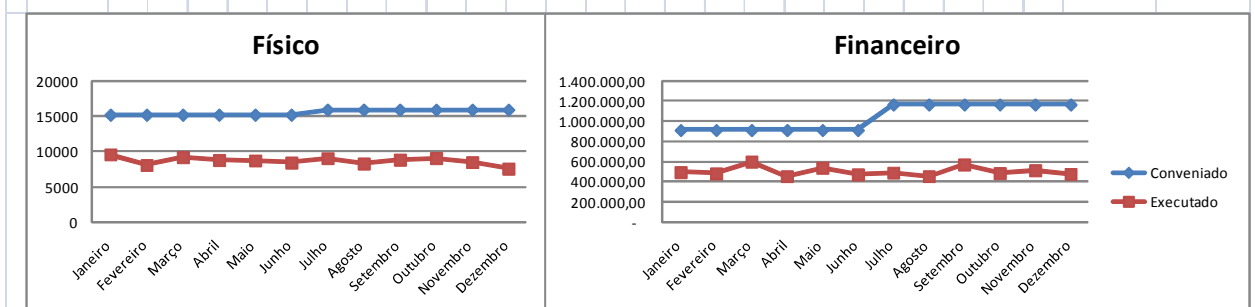 Físico
20000
15000
10000
5000
0
Janeiro
Fevereiro
Março
Abril
Maio
Junho
Julho
Agosto
Setembro
Outubro
Novembro
Dezembro
Financeiro
1.400.000,00
1.200.000,00
1.000.000,00
800.000,00
600.000,00
400.000,00
200.000,00
-
Janeiro
Fevereiro
Março
Abril
Maio
Junho
Julho
Agosto
Setembro
Outubro
Novembro
Dezembro
Conveniado
Executado